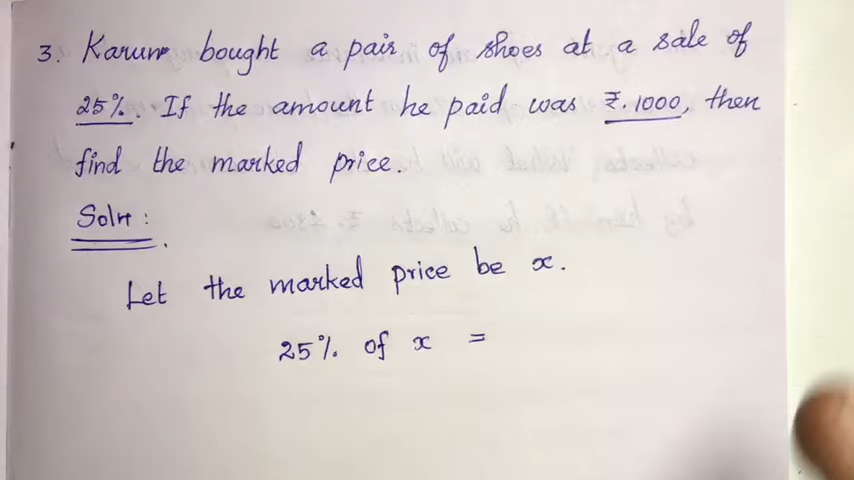 3. Karun bought a pair of shoes at a sale of
25%. If the amount he paid was ₹.1000, then
find the marked price.
Soln :
Let the marked price be x.
25% of x =